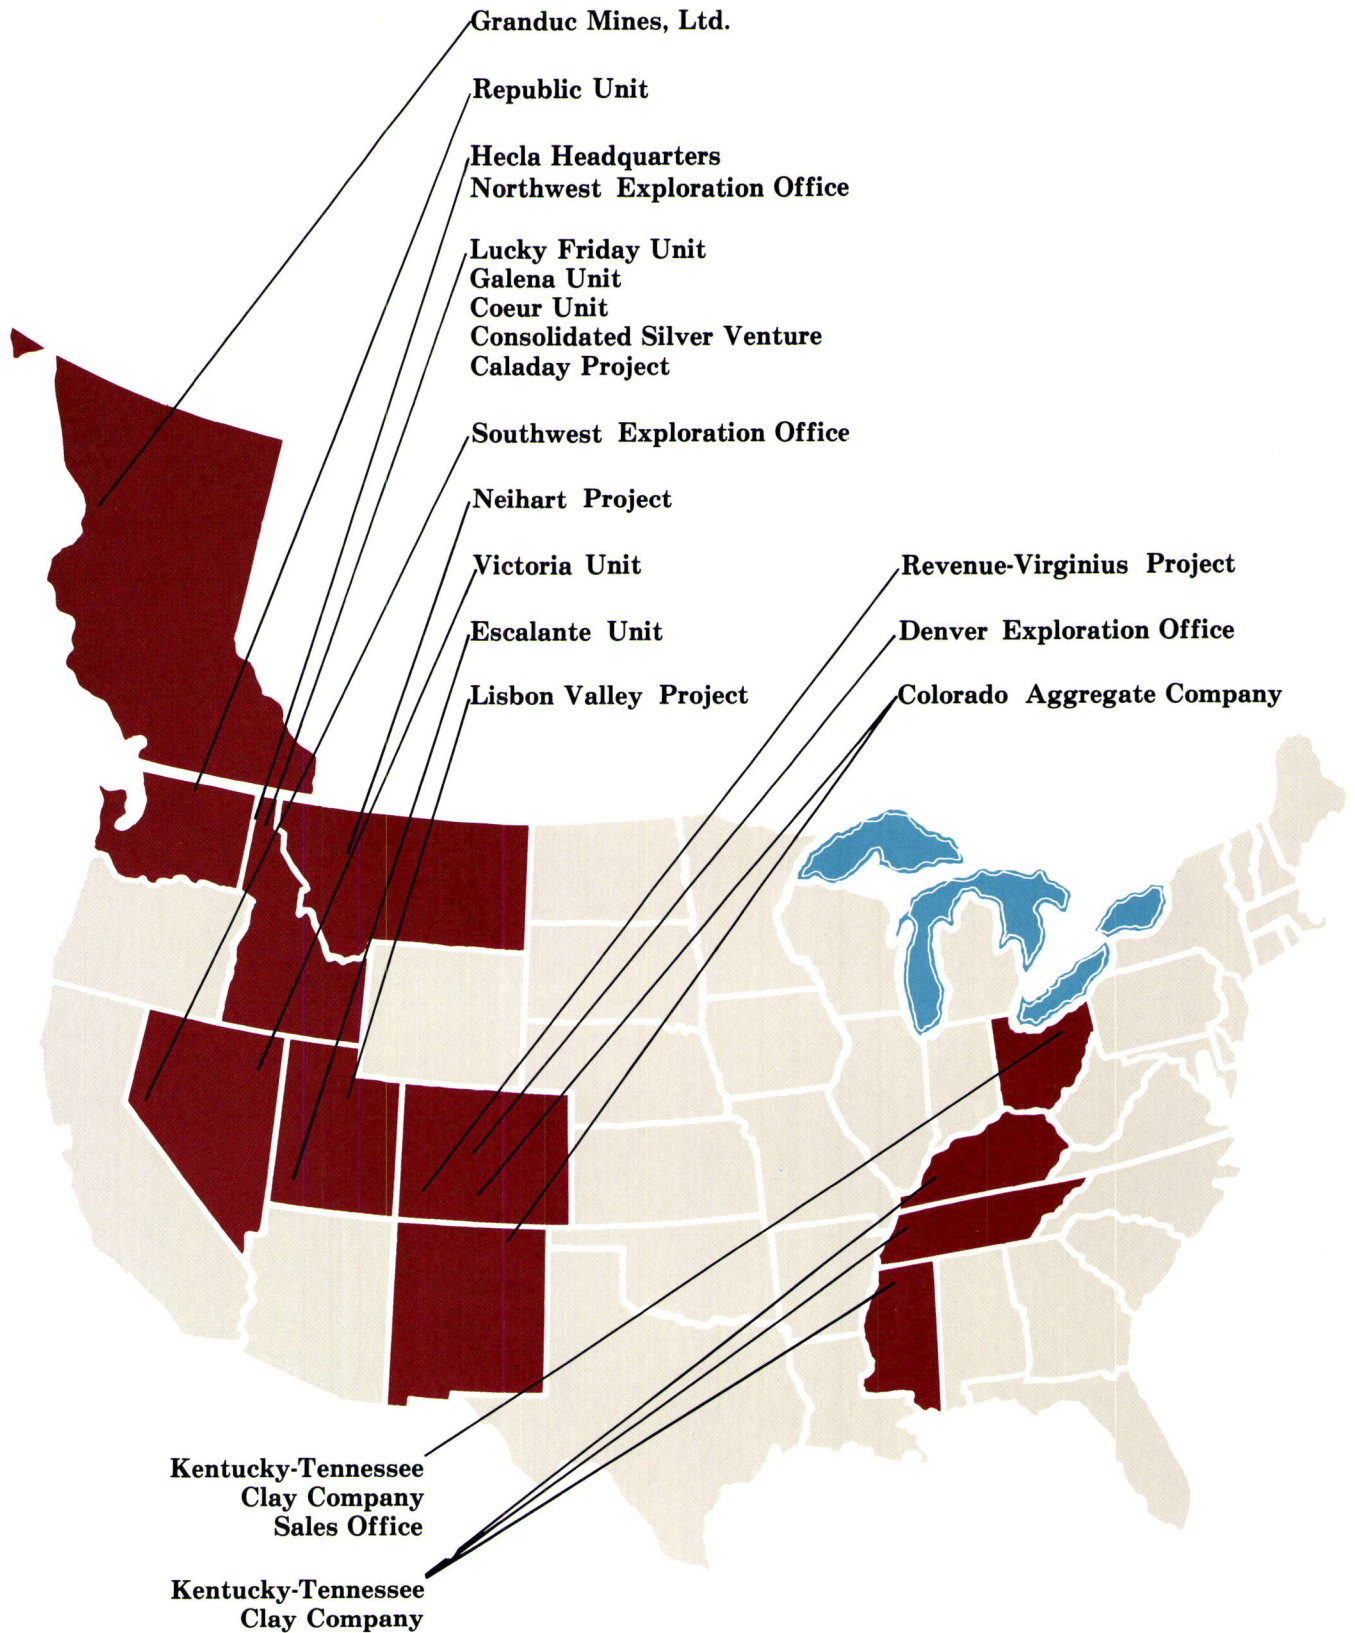 Granduc Mines, Ltd.
Republic Unit
Hecla Headquarters
Northwest Exploration Office
Lucky Friday Unit
Galena Unit
Coeur Unit
Consolidated Silver Venture
Caladay Project
Southwest Exploration Office
Neihart Project
Victoria Unit
Escalante Unit
Lisbon Valley Project
Revenue-Virginius Project
Denver Exploration Office
Colorado Aggregate Company
Kentucky-Tennessee
Clay Company
Sales Office
Kentucky-Tennessee
Clay Company